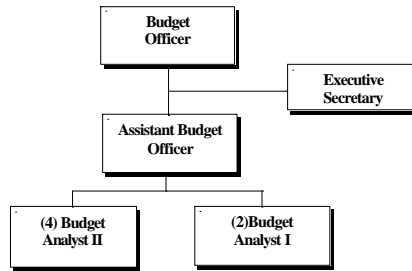 Budget
Officer
Executive
Secretary
Assistant Budget
Officer
(4) Budget
Analyst II
(2)Budget
Analyst I